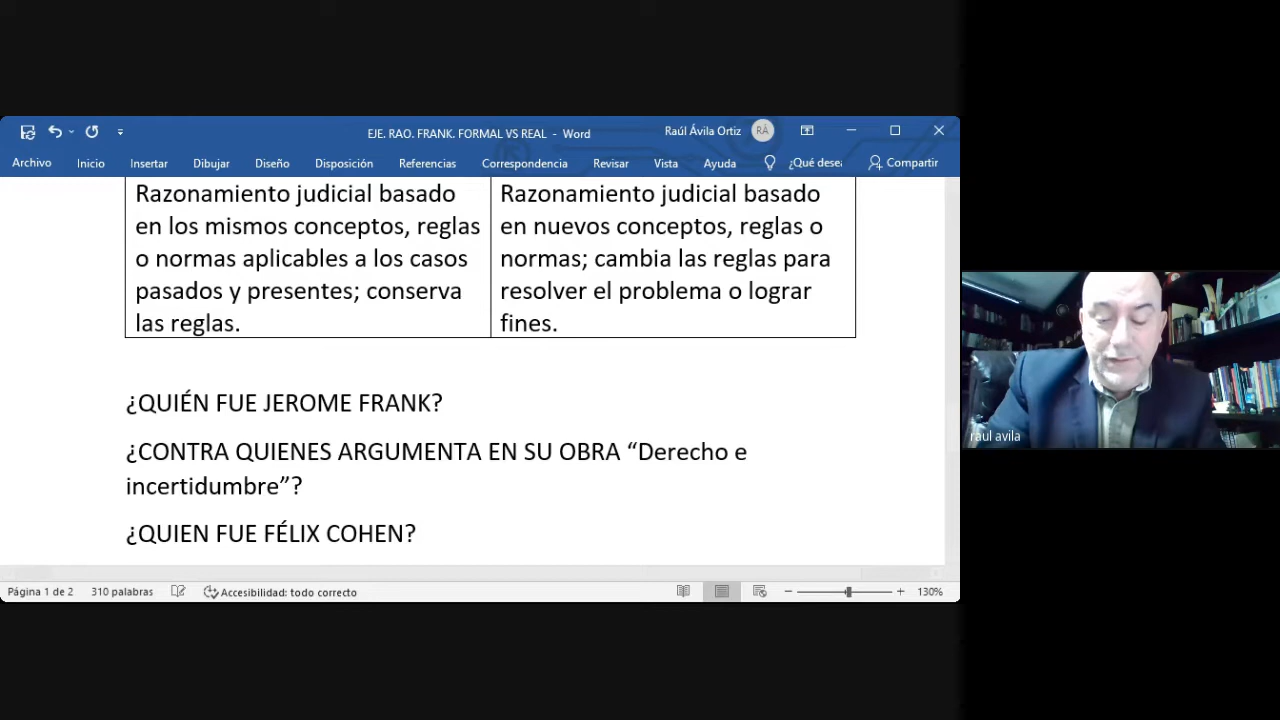 EJE. RAO. FRANK. FORMAL VS REAL - Word
Raúl Ávila Ortiz
RÁ
Archivo
Inicio
Insertar
Dibujar
Diseño
Disposición
Referencias
Correspondencia
Revisar
Vista
Ayuda
¿Qué desea
Compartir
Razonamiento judicial basado
en los mismos conceptos, reglas
o normas aplicables a los casos
pasados y presentes; conserva
las reglas.
Razonamiento judicial basado
en nuevos conceptos, reglas o
normas; cambia las reglas para
resolver el problema o lograr
fines.
¿QUIÉN FUE JEROME FRANK?
¿CONTRA QUIENES ARGUMENTA EN SU OBRA “Derecho e
incertidumbre”?
¿QUIEN FUE FÉLIX COHEN?
raul avila
Página 1 de 2
310 palabras
Accesibilidad: todo correcto
130%